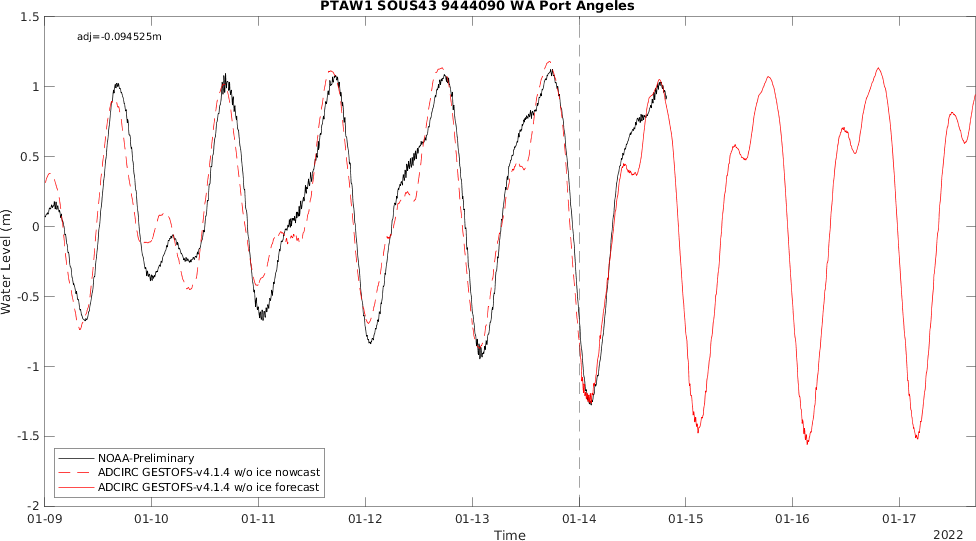 PTAW1 SOUS43 9444090 WA Port Angeles
1.5
adj=-0.094525m
1
0.5
0
-0.5
-1
-1.5
-2
Water Level (m)
NOAA-Preliminary
ADCIRC GESTOFS-v4.1.4 w/o ice nowcast
ADCIRC GESTOFS-v4.1.4 w/o ice forecast
01-09 01-10 01-11 01-12 01-13 01-14 01-15 01-16 01-17
Time
2022